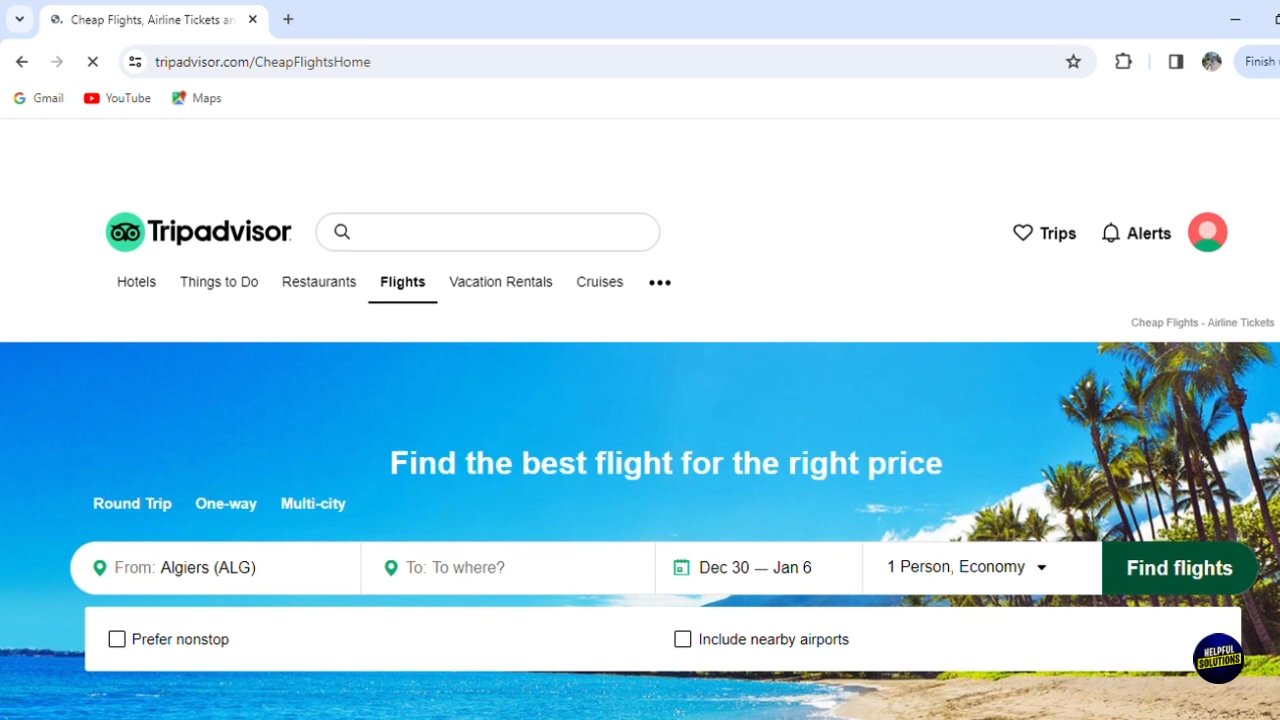 Cheap Flights, Airline Tickets an
tripadvisor.com/CheapFlightsHome
Finish
Gmail YouTube Maps
Tripadvisor
Trips Alerts
Hotels Things to Do Restaurants Flights Vacation Rentals Cruises •••
Cheap Flights - Airline Tickets
Find the best flight for the right price
Round Trip One-way Multi-city
From: Algiers (ALG) To: To where? Dec 30 — Jan 6 1 Person, Economy Find flights
Prefer nonstop Include nearby airports
HELPFUL
SOLUTIONS